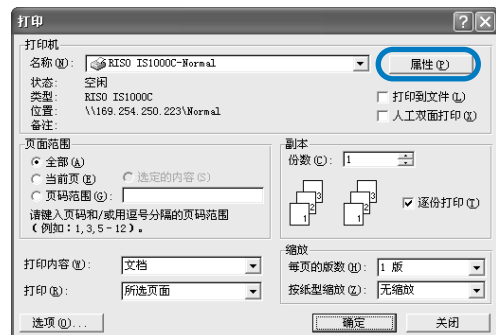 打印
打印机
名称(N): RISO IS1000C-Normal 属性(P)
状态: 空闲
类型: RISO IS1000C 打印到文件(L)
位置: \\169.254.250.223\Normal 人工双面打印(X)
备注:
页面范围 副本
全部(A) 份数(C): 1
当前页(E) 选定的内容(S)
页码范围(G):
请键入页码和/或用逗号分隔的页码范围
(例如:1,3,5-12)。
1 2 3 1 2 3 逐份打印(T)
缩放
打印内容(W): 文档 每页的版数(H): 1 版
打印(R): 所选页面 按纸型缩放(Z): 无缩放
选项(O)... 确定 关闭